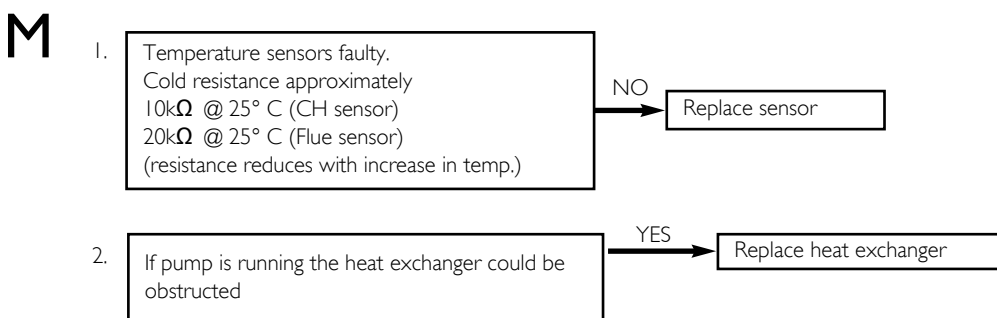 M
1. Temperature sensors faulty.
Cold resistance approximately
10kΩ @ 25° C (CH sensor)
20kΩ @ 25° C (Flue sensor)
(resistance reduces with increase in temp.)
NO
Replace sensor
2. If pump is running the heat exchanger could be
obstructed
YES
Replace heat exchanger